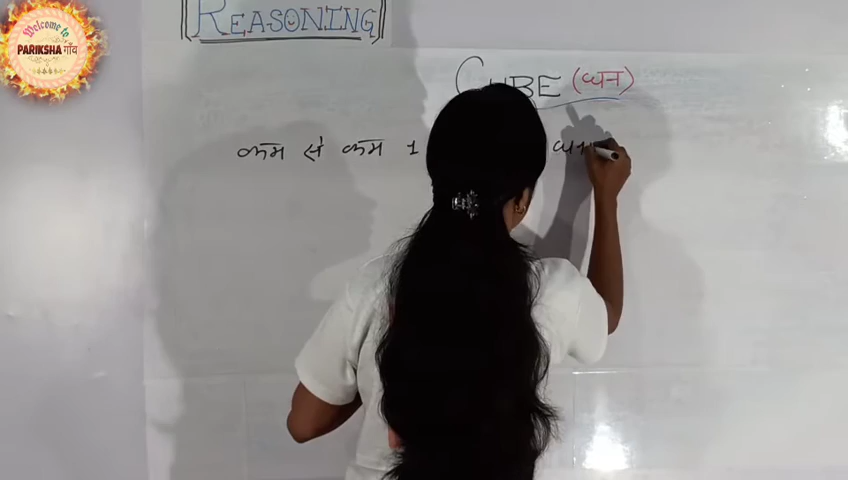 Welcome to
PARIKSHA गाँव
REASONING
CUBE (घन)
कम से कम 1